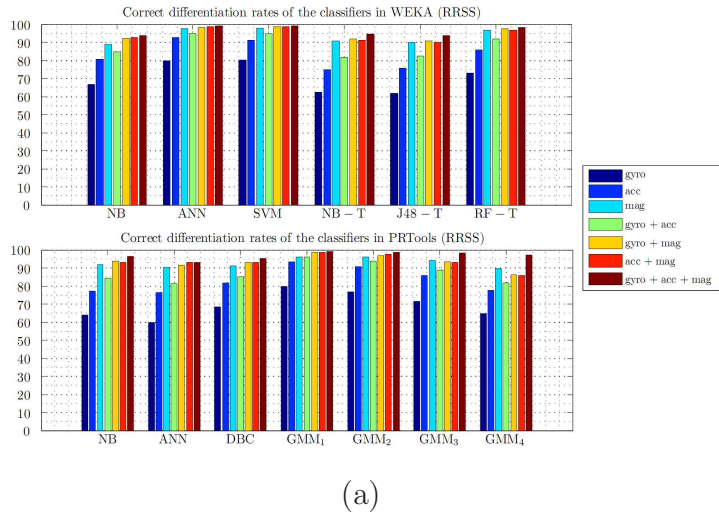 Correct differentiation rates of the classifiers in WEKA (RRSS)
100
90
80
70
60
50
40
30
20
10
0
NB ANN SVM NB − T J48 − T RF − T
gyro
acc
mag
gyro + acc
gyro + mag
acc + mag
gyro + acc + mag
Correct differentiation rates of the classifiers in PRTools (RRSS)
100
90
80
70
60
50
40
30
20
10
0
NB ANN DBC GMM₁ GMM₂ GMM₃ GMM₄
(a)